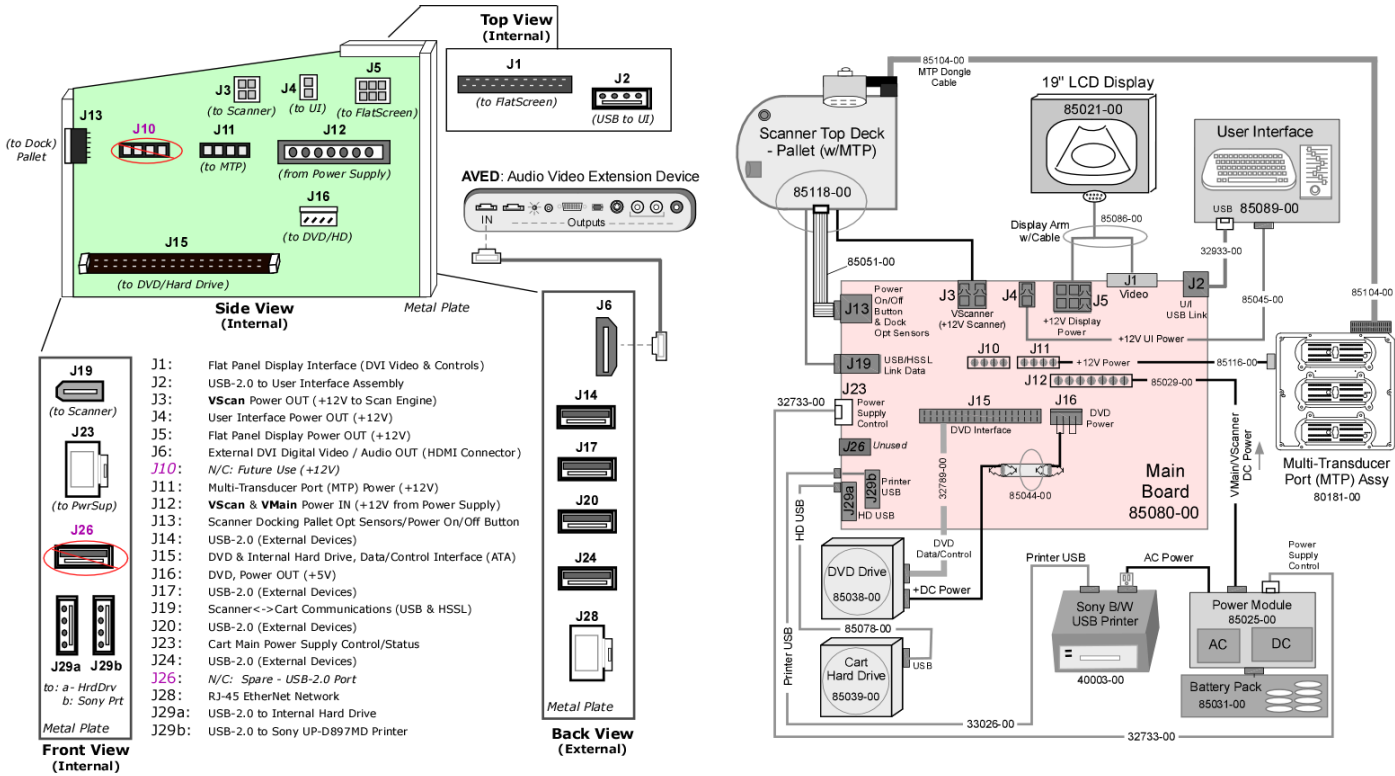 Top View
(Internal)
J1
(to FlatScreen)
J2
(USB to UI)
J3
(to Scanner)
J4
(to UI)
J5
(to FlatScreen)
J13
(to Dock)
Pallet
J10
J11
(to MTP)
J12
(from Power Supply)
J16
(to DVD/HD)
J15
(to DVD/Hard Drive)
Side View
(Internal)
Metal Plate
AVED: Audio Video Extension Device
IN
Outputs
J19
(to Scanner)
J23
(to PwrSup)
J26
J29a J29b
to: a- HrdDrv
b: Sony Prt
Metal Plate
Front View
(Internal)
J1: Flat Panel Display Interface (DVI Video & Controls)
J2: USB-2.0 to User Interface Assembly
J3: VScan Power OUT (+12V to Scan Engine)
J4: User Interface Power OUT (+12V)
J5: Flat Panel Display Power OUT (+12V)
J6: External DVI Digital Video / Audio OUT (HDMI Connector)
J10: N/C: Future Use (+12V)
J11: Multi-Transducer Port (MTP) Power (+12V)
J12: VScan & VMain Power IN (+12V from Power Supply)
J13: Scanner Docking Pallet Opt Sensors/Power On/Off Button
J14: USB-2.0 (External Devices)
J15: DVD & Internal Hard Drive, Data/Control Interface (ATA)
J16: DVD, Power OUT (+5V)
J17: USB-2.0 (External Devices)
J19: Scanner<->Cart Communications (USB & HSSL)
J20: USB-2.0 (External Devices)
J23: Cart Main Power Supply Control/Status
J24: USB-2.0 (External Devices)
J26: N/C: Spare - USB-2.0 Port
J28: RJ-45 EtherNet Network
J29a: USB-2.0 to Internal Hard Drive
J29b: USB-2.0 to Sony UP-D897MD Printer
J6
J14
J17
J20
J24
J28
Metal Plate
Back View
(External)
85104-00
MTP Dongle
Cable
Scanner Top Deck
- Pallet (w/MTP)
85118-00
19" LCD Display
85021-00
User Interface
USB 85089-00
Display Arm
w/Cable
85086-00
32933-00
85051-00
85045-00
85104-00
J13
Power
On/Off
Button
& Dock
Opt Sensors
J3
VScanner
(+12V Scanner)
J4
J5
+12V Display
Power
J1
Video
J2
U/I
USB Link
+12V UI Power
J19
USB/HSSL
Link Data
J10
J11
+12V Power
85116-00
J12
85029-00
J23
Power
Supply
Control
32733-00
J15
DVD Interface
J16
DVD
Power
J26 Unused
J29a
J29b
Printer
USB
HD USB
HD USB
32789-00
85044-00
Main
Board
85080-00
VMain/VScanner
DC Power
Multi-Transducer
Port (MTP) Assy
80181-00
DVD
Data/Control
DVD Drive
85038-00
+DC Power
85078-00
Printer USB
Cart
Hard Drive
85039-00
USB
Printer USB
AC Power
Power
Supply
Control
Sony B/W
USB Printer
40003-00
Power Module
85025-00
AC
DC
Battery Pack
85031-00
33026-00
32733-00